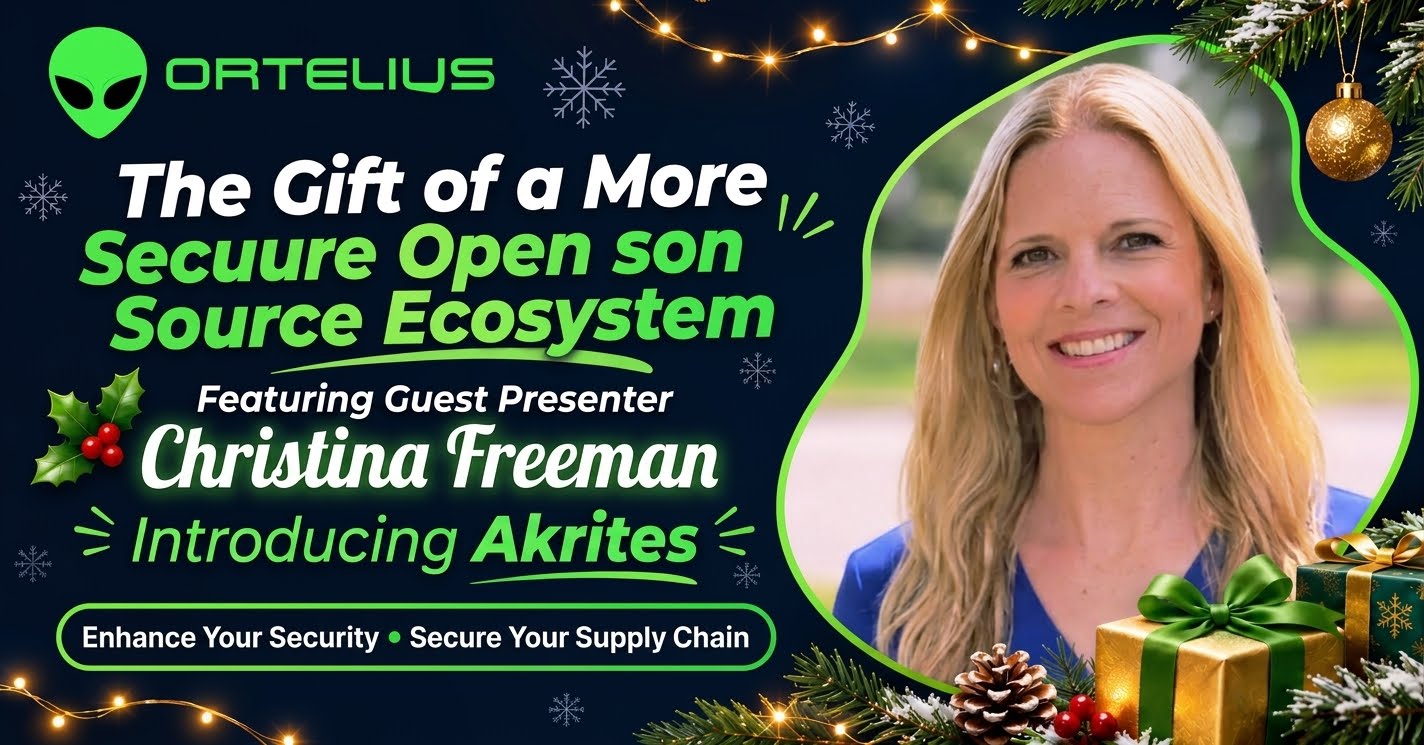 ORTELIUS
The Gift of a More
Secuure Open son
Source Ecosystem
Featuring Guest Presenter
Christina Freeman
Introducing Akrites
Enhance Your Security • Secure Your Supply Chain